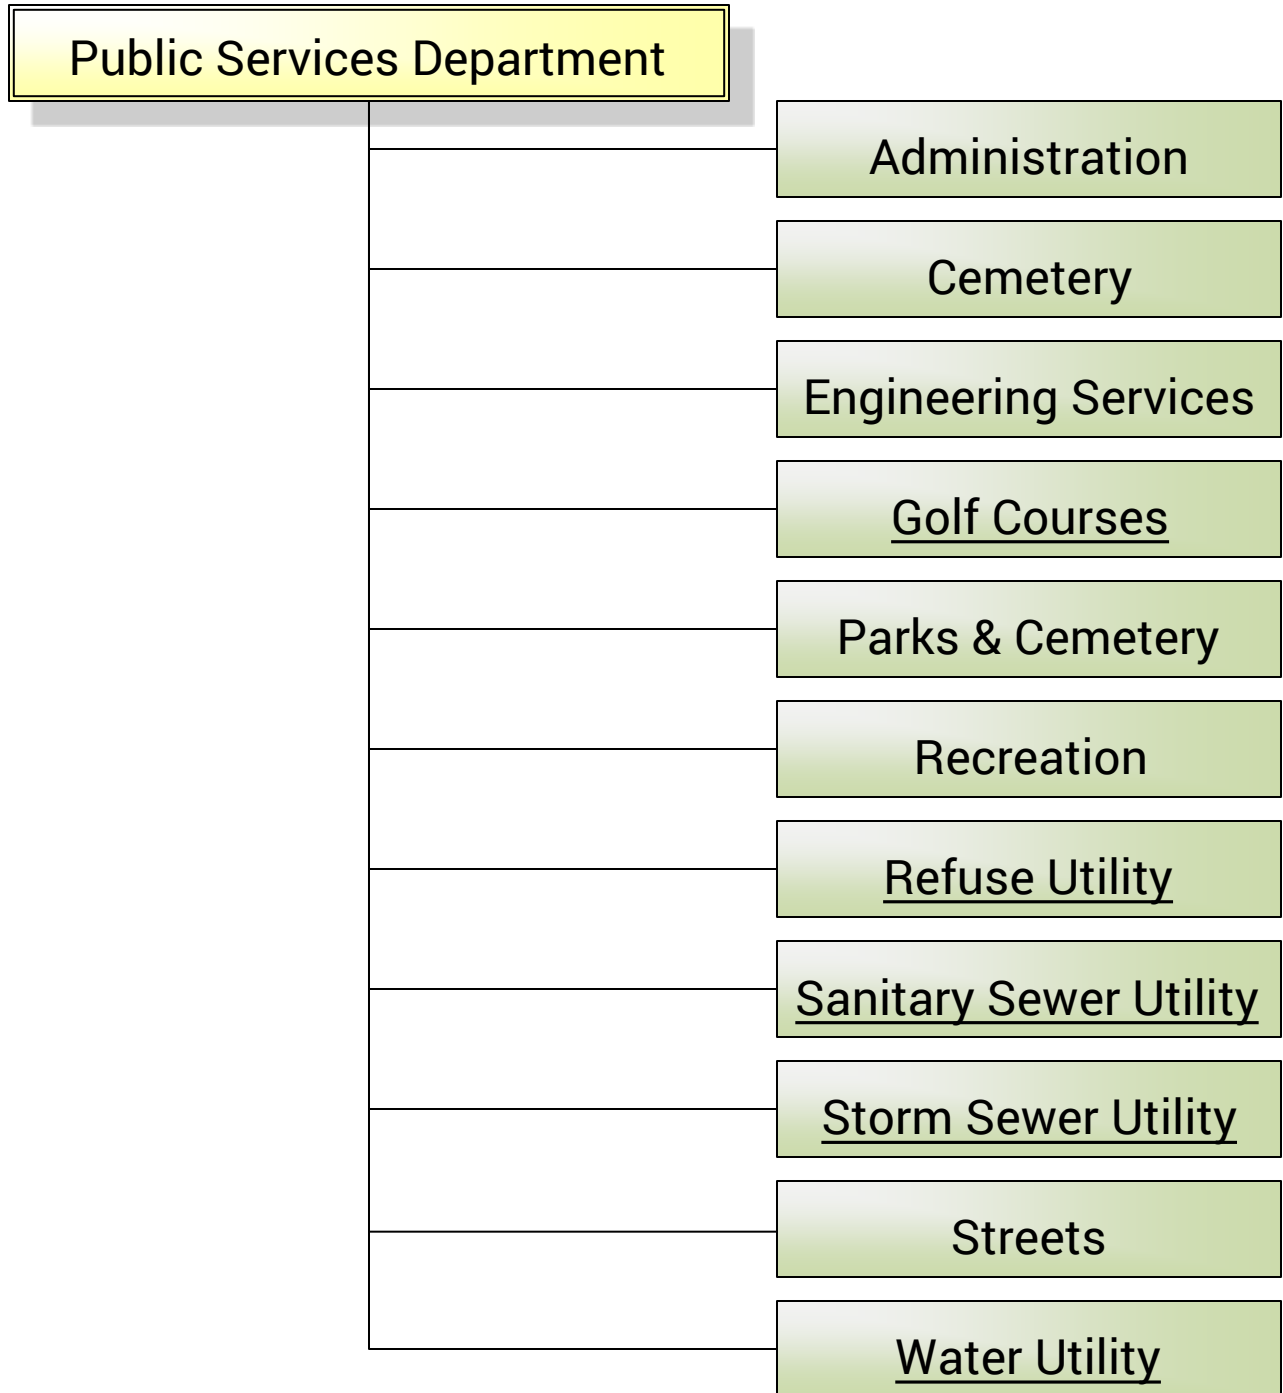 Public Services Department
Administration
Cemetery
Engineering Services
Golf Courses
Parks & Cemetery
Recreation
Refuse Utility
Sanitary Sewer Utility
Storm Sewer Utility
Streets
Water Utility